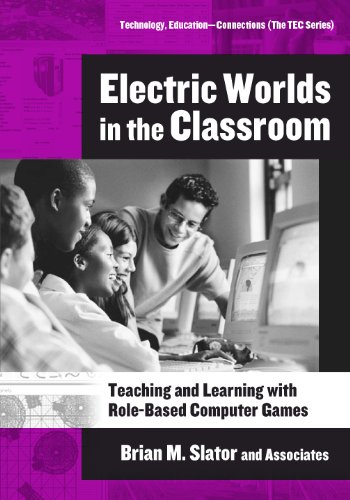 Technology, Education—Connections (The TEC Series)
Electric Worlds
in the Classroom
Teaching and Learning with
Role-Based Computer Games
Brian M. Slator and Associates